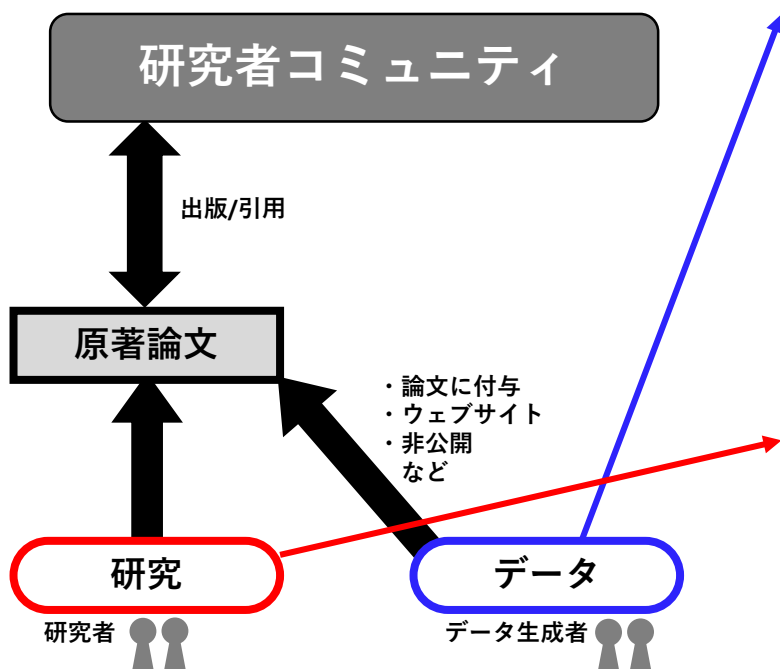 研究者コミュニティ
出版/引用
原著論文
・論文に付与
・ウェブサイト
・非公開
など
研究
データ
研究者
データ生成者